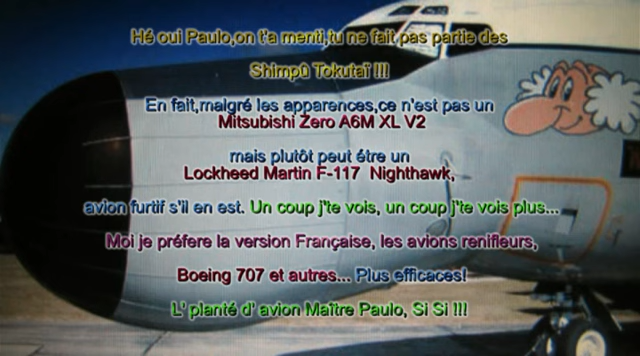 Hé oui Paulo,on t'a menti,tu ne fait pas partie des
Shimpû Tokutaï !!!
En fait,malgré les apparences,ce n'est pas un
Mitsubishi Zero A6M XL V2
mais plutôt peut étre un
Lockheed Martin F-117 Nighthawk,
avion furtif s'il en est. Un coup j'te vois, un coup j'te vois plus...
Moi je préfere la version Française, les avions renifleurs,
Boeing 707 et autres... Plus efficaces!
L' planté d' avion Maître Paulo, Si Si !!!